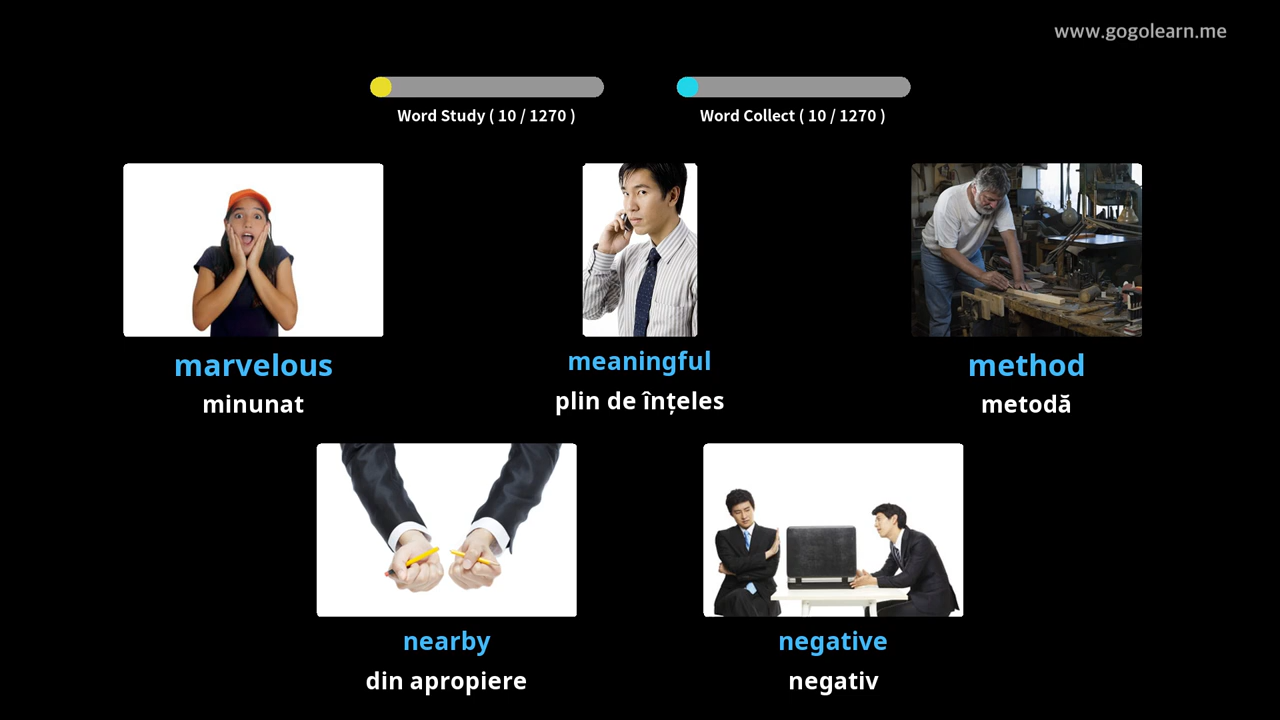 www.gogolearn.me
Word Study ( 10 / 1270 )
Word Collect ( 10 / 1270 )
marvelous
minunat
meaningful
plin de înțeles
method
metodă
nearby
din apropiere
negative
negativ